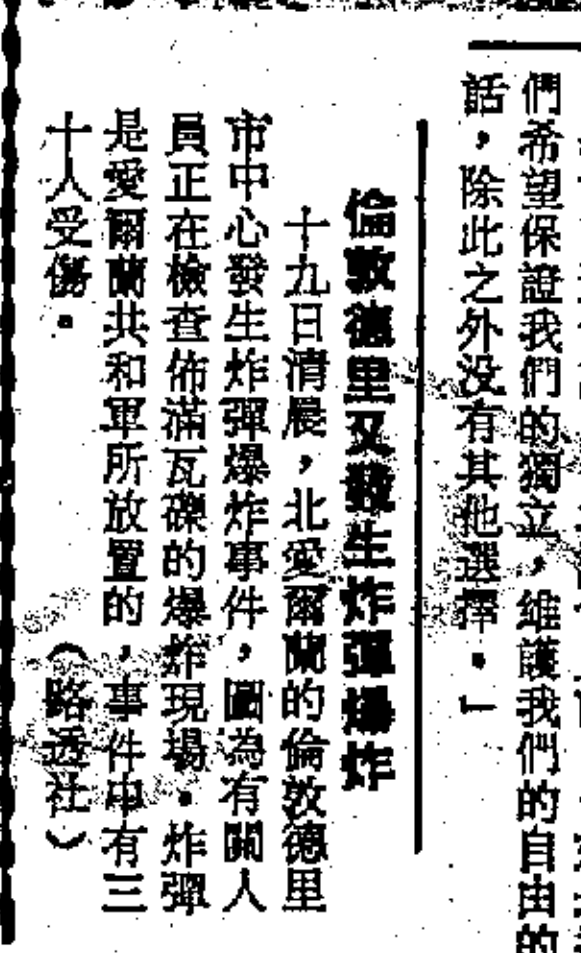 們希望保證我們的獨立，維護我們的自由的
話，除此之外没有其他選擇。」
倫敦德里又發生炸彈爆炸
十九日清晨，北愛爾蘭的倫敦德里
市中心發生炸彈爆炸事件，圖為有關人
員正在檢查佈滿瓦礫的爆炸現場。炸彈
是愛爾蘭共和軍所放置的，事件中有三
十人受傷。（路透社）